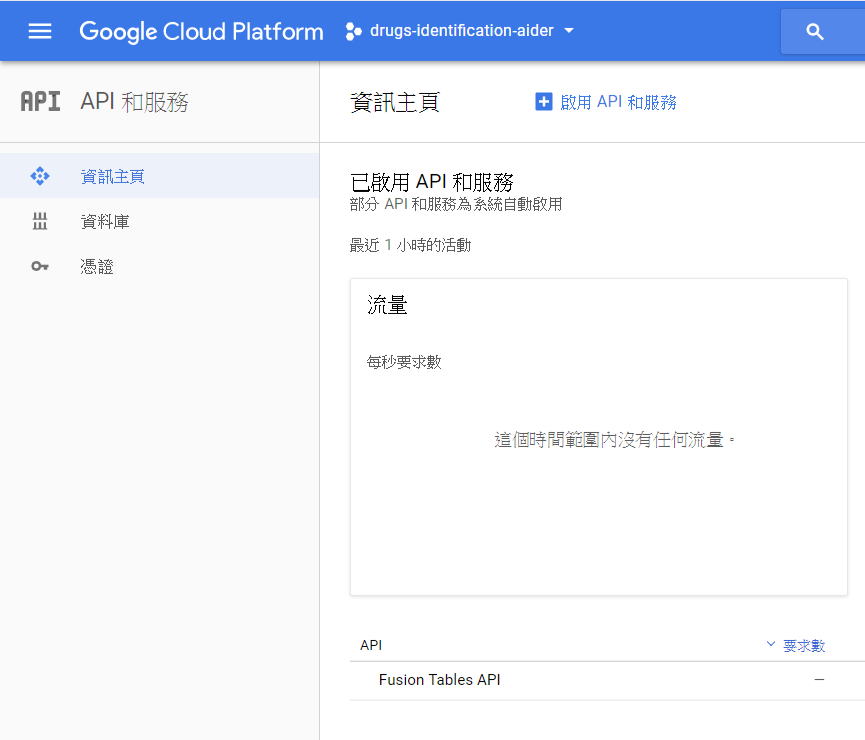 Google Cloud Platform drugs-identification-aider
API API 和服務
資訊主頁 啟用 API 和服務
資訊主頁
資料庫
憑證
已啟用 API 和服務
部分 API 和服務為系統自動啟用
最近 1 小時的活動
流量
每秒要求數
這個時間範圍內沒有任何流量。
API 要求數
Fusion Tables API –